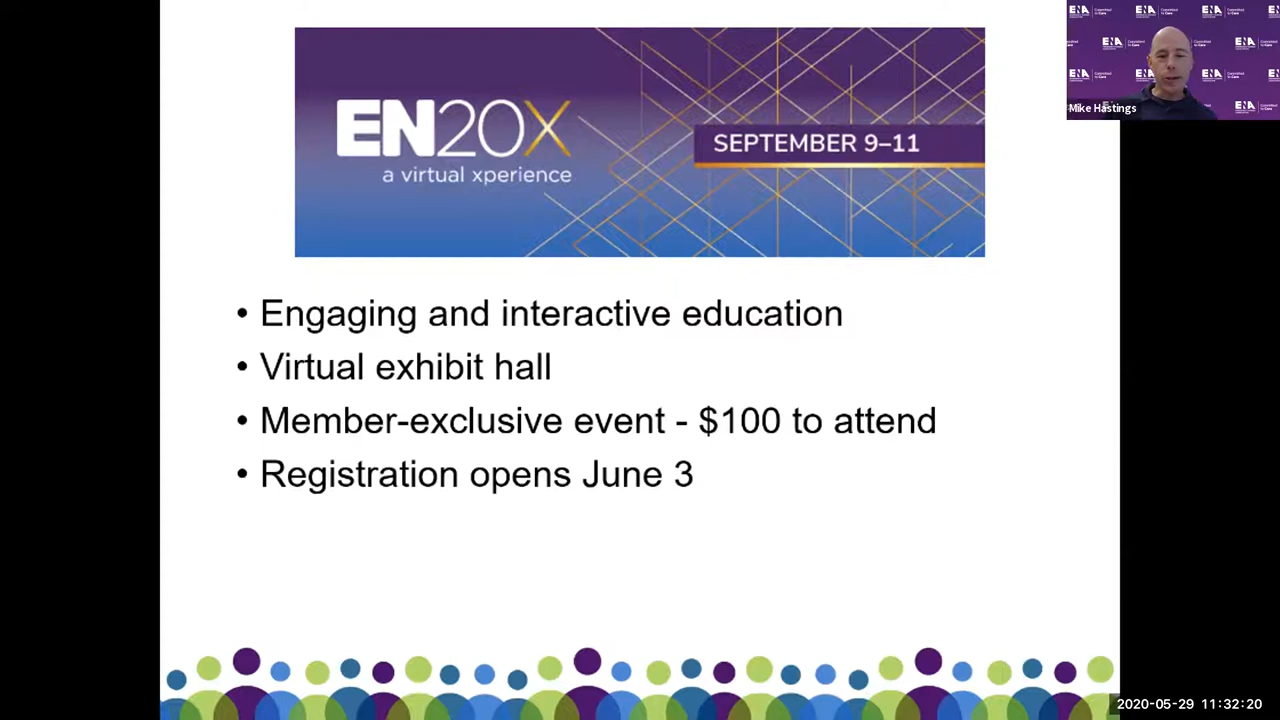 EN20X
a virtual xperience
SEPTEMBER 9–11
ENA
Mike Hastings
• Engaging and interactive education
• Virtual exhibit hall
• Member-exclusive event - $100 to attend
• Registration opens June 3
2020-05-29 11:32:20